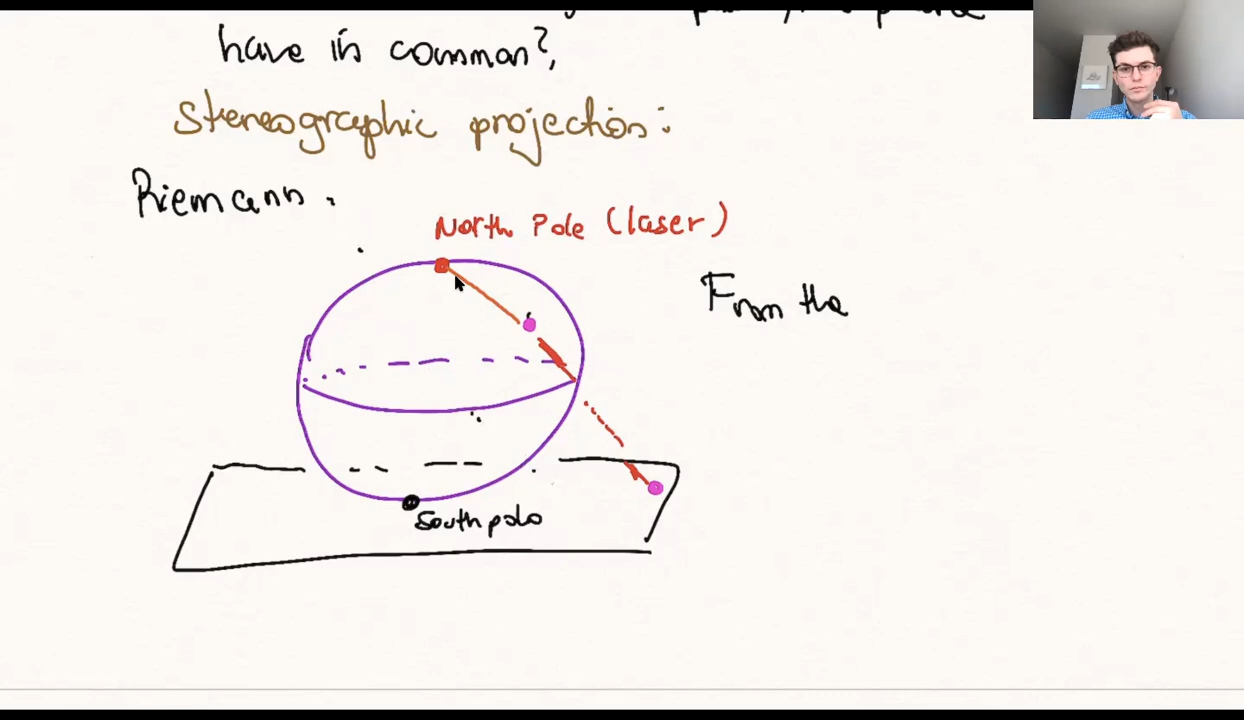 have in common?,
Stereographic projection:
Riemann.
North Pole (laser)
From the
South pole